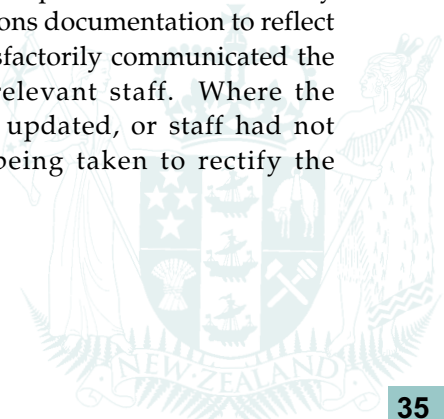 ons documentation to reflect
sfactorily communicated the
relevant staff. Where the
updated, or staff had not
being taken to rectify the
NEW·ZEALAND
35